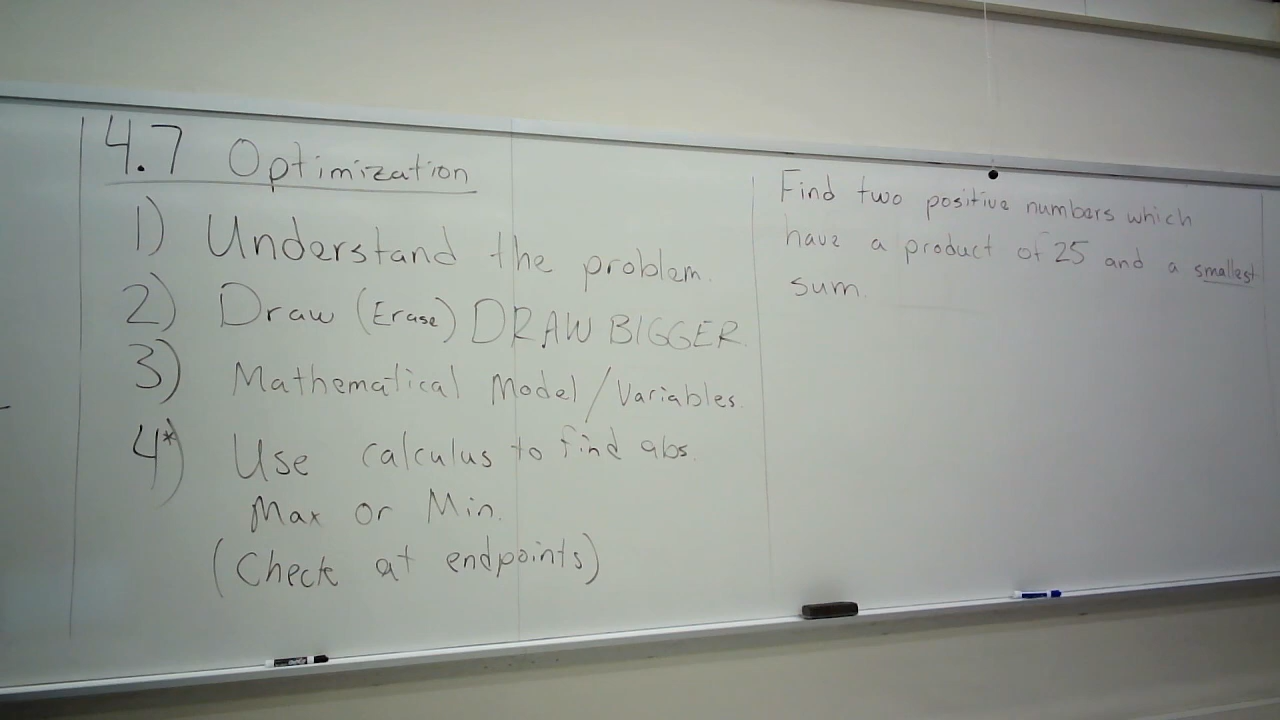 4.7 Optimization
1) Understand the problem.
2) Draw (Erase) DRAW BIGGER.
3) Mathematical Model/Variables.
4*) Use calculus to find abs.
Max or Min.
(Check at endpoints)
Find two positive numbers which
have a product of 25 and a smallest
sum.